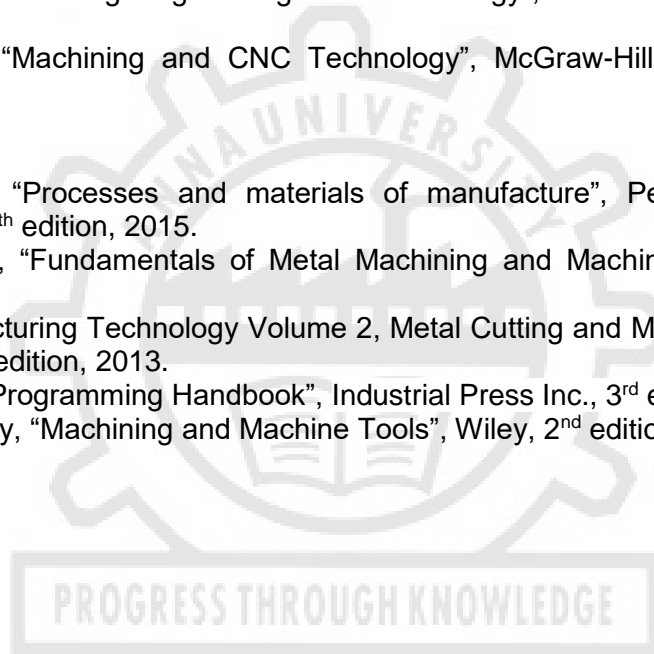 “Machining and CNC Technology”, McGraw-Hill
“Processes and materials of manufacture”, Pe
th edition, 2015.
, “Fundamentals of Metal Machining and Machin
cturing Technology Volume 2, Metal Cutting and M
edition, 2013.
Programming Handbook”, Industrial Press Inc., 3rd e
y, “Machining and Machine Tools”, Wiley, 2nd editio
NNA UNIVERSITY
PROGRESS THROUGH KNOWLEDGE